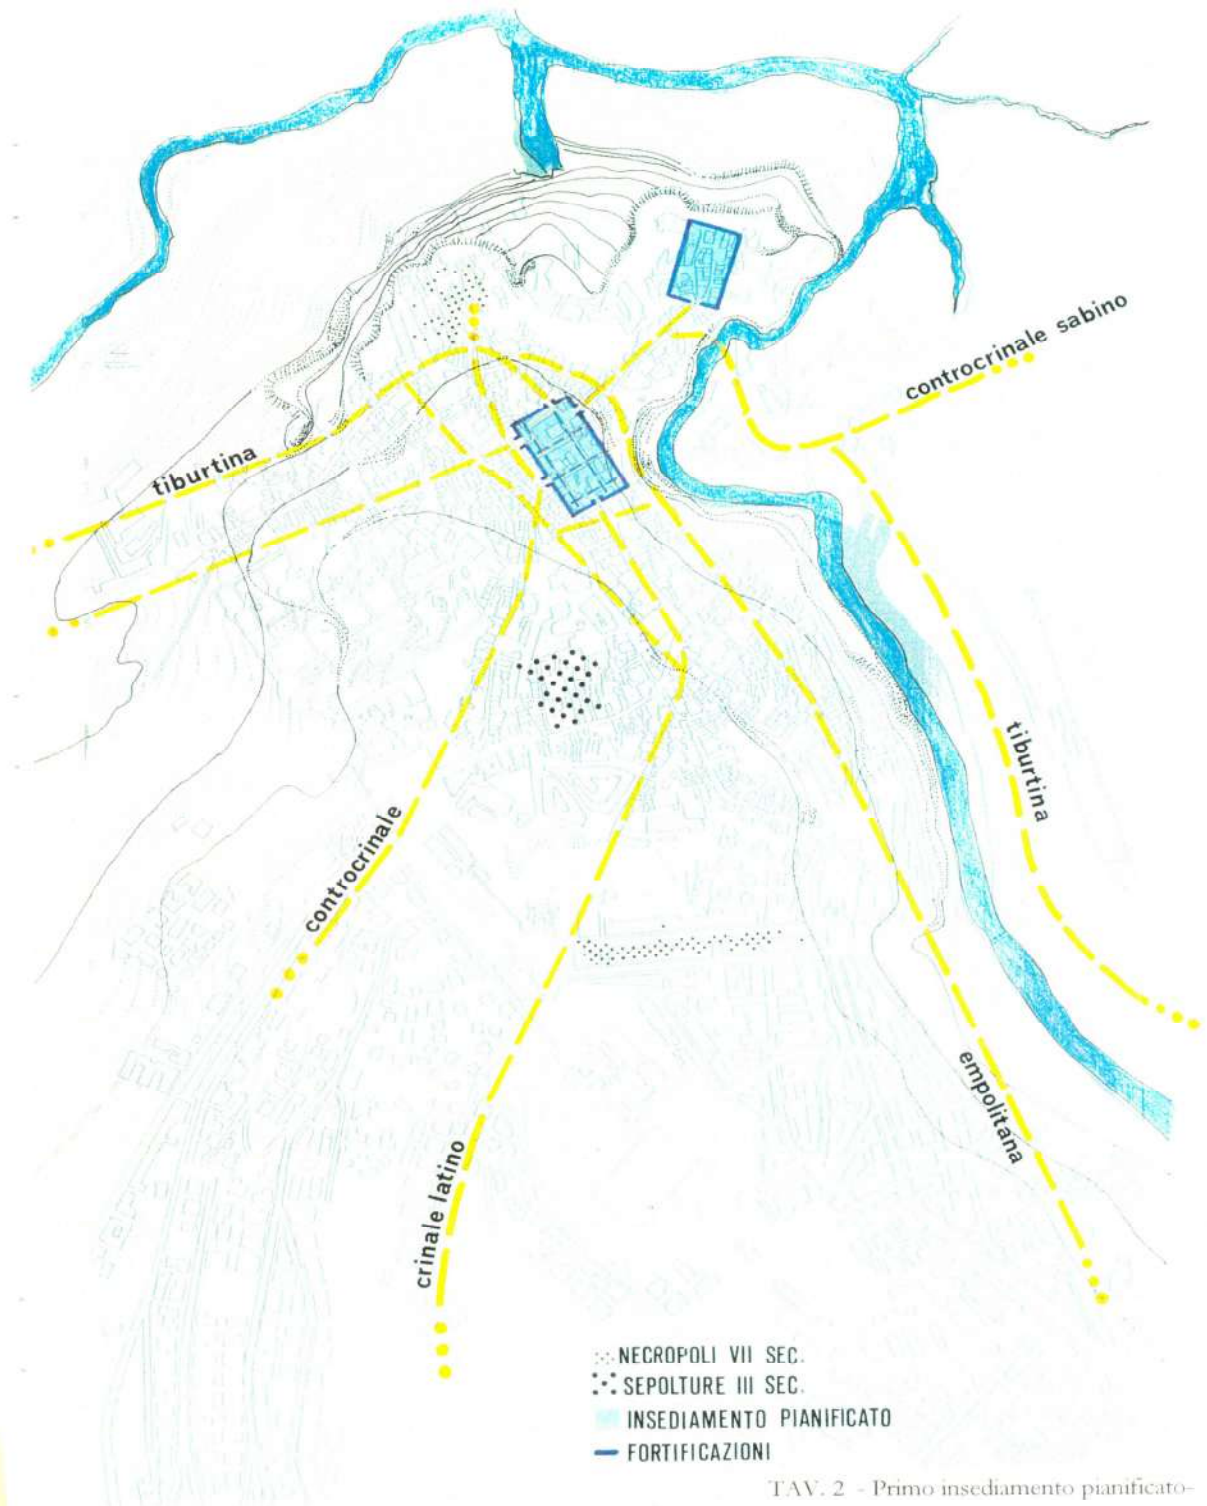 controcrinale sabino
tiburtina
tiburtina
controcrinale
empolitana
crinale latino
NECROPOLI VII SEC.
SEPOLTURE III SEC.
INSEDIAMENTO PIANIFICATO
FORTIFICAZIONI
TAV. 2 - Primo insediamento pianificato-